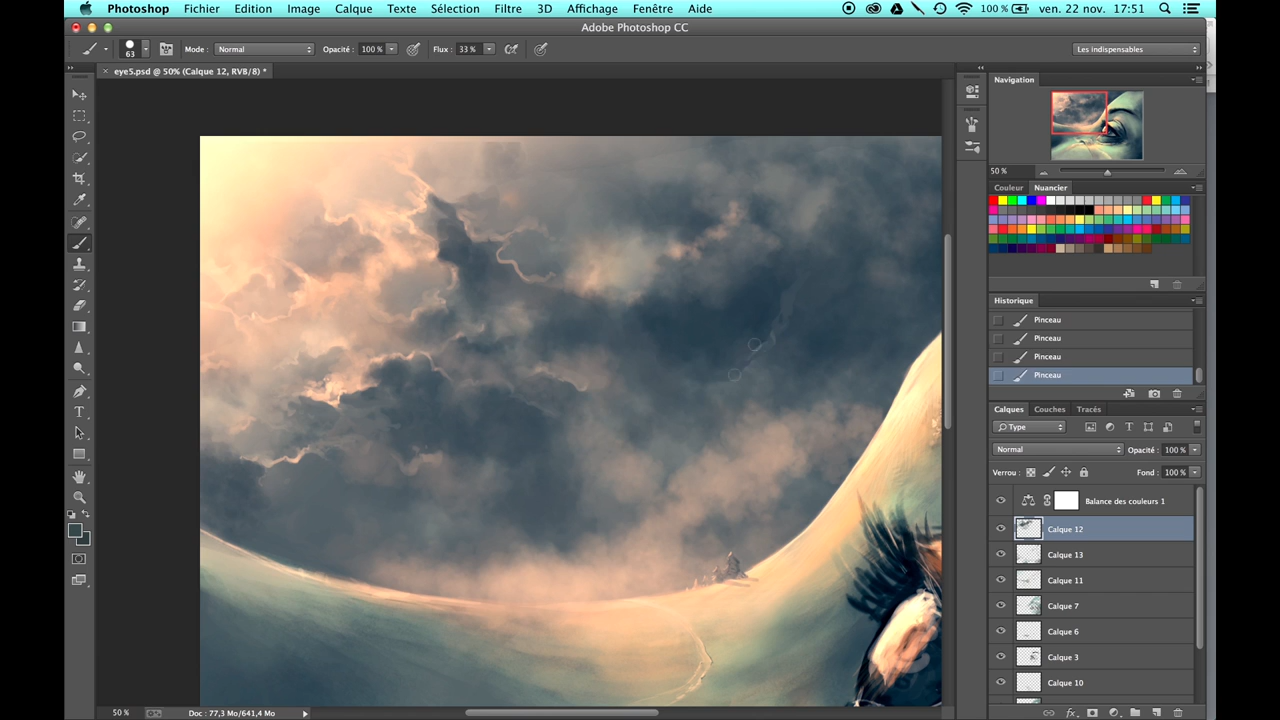 Photoshop Fichier Edition Image Calque Texte Sélection Filtre 3D Affichage Fenêtre Aide 100 % ven. 22 nov. 17:51
Adobe Photoshop CC
63 Mode : Normal Opacité : 100 % Flux : 33 % Les indispensables
eye5.psd @ 50% (Calque 12, RVB/8) *
Navigation
50 %
Couleur Nuancier
Historique
Pinceau
Pinceau
Pinceau
Pinceau
Calques Couches Tracés
Type
Normal Opacité : 100 %
Verrou : Fond : 100 %
Balance des couleurs 1
Calque 12
Calque 13
Calque 11
Calque 7
Calque 6
Calque 3
Calque 10
50 % Doc : 77,3 Mo/641,4 Mo